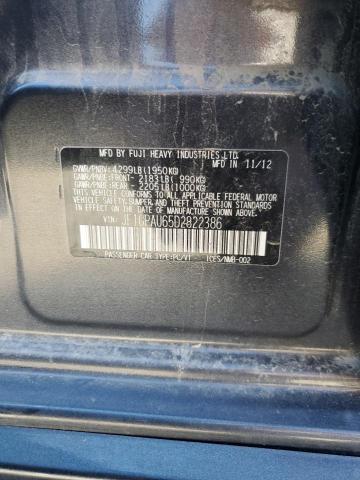 MFD BY FUJI HEAVY INDUSTRIES LTD.
MFD IN 11/12
GVWR/PNBV: 4299LB(1950KG)
GAWR/PNBE:FRONT- 2183LB( 990KG)
GAWR/PNBE:REAR - 2205LB(1000KG)
THIS VEHICLE CONFORMS TO ALL APPLICABLE FEDERAL MOTOR
VEHICLE SAFETY, BUMPER, AND THEFT PREVENTION STANDARDS
IN EFFECT ON THE DATE OF MANUFACTURE SHOWN ABOVE.
VIN: JF1GPAU65D2822386
PASSENGER CAR TYPE:PC/VT ICES/NMB-002